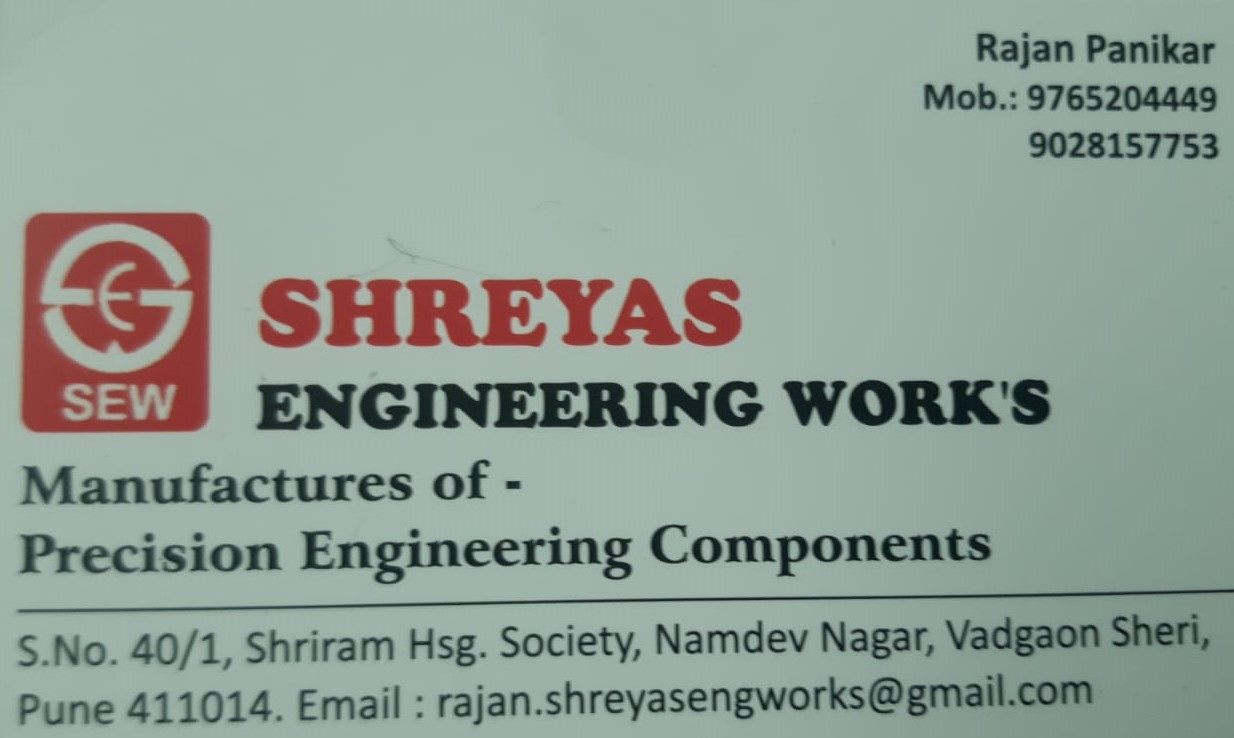 Rajan Panikar
Mob.: 9765204449
9028157753
SEW
SHREYAS
ENGINEERING WORK'S
Manufactures of -
Precision Engineering Components
S.No. 40/1, Shriram Hsg. Society, Namdev Nagar, Vadgaon Sheri,
Pune 411014. Email : rajan.shreyasengworks@gmail.com